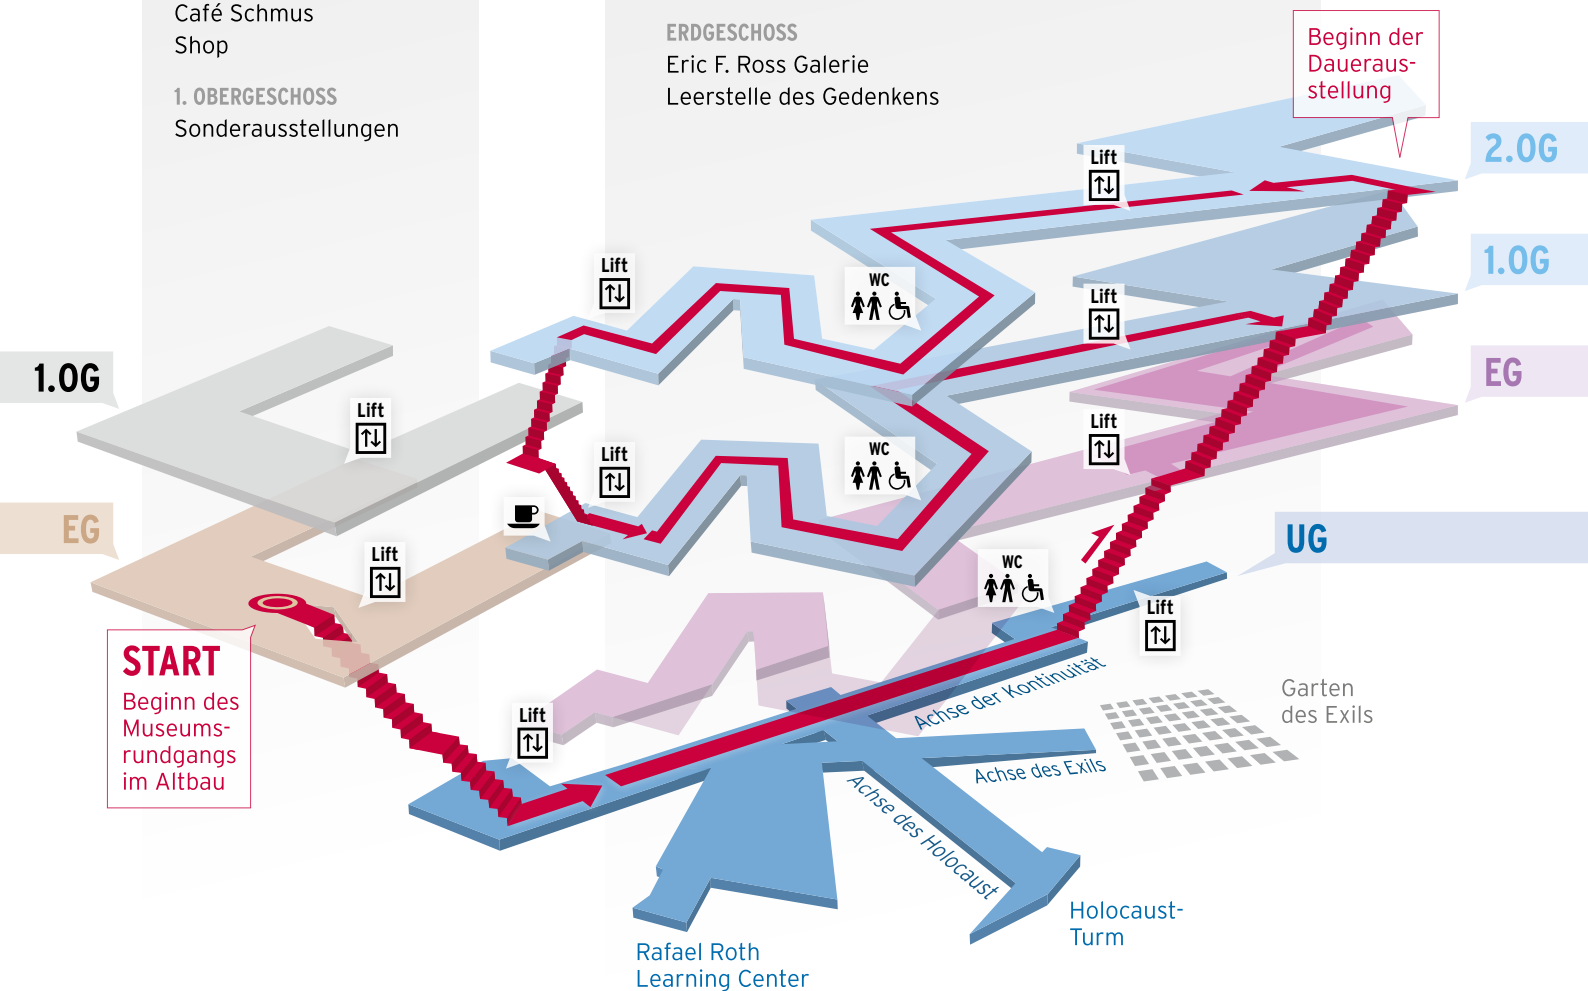 Café Schmus
Shop
1. OBERGESCHOSS
Sonderausstellungen
ERDGESCHOSS
Eric F. Ross Galerie
Leerstelle des Gedenkens
Beginn der
Daueraus-
stellung
2.OG
Lift
1.OG
Lift
WC
Lift
EG
1.OG
Lift
Lift
WC
Lift
EG
Lift
UG
WC
Lift
START
Beginn des
Museums-
rundgangs
im Altbau
Lift
Achse der Kontinuität
Garten
des Exils
Achse des Exils
Achse des Holocaust
Holocaust-
Turm
Rafael Roth
Learning Center